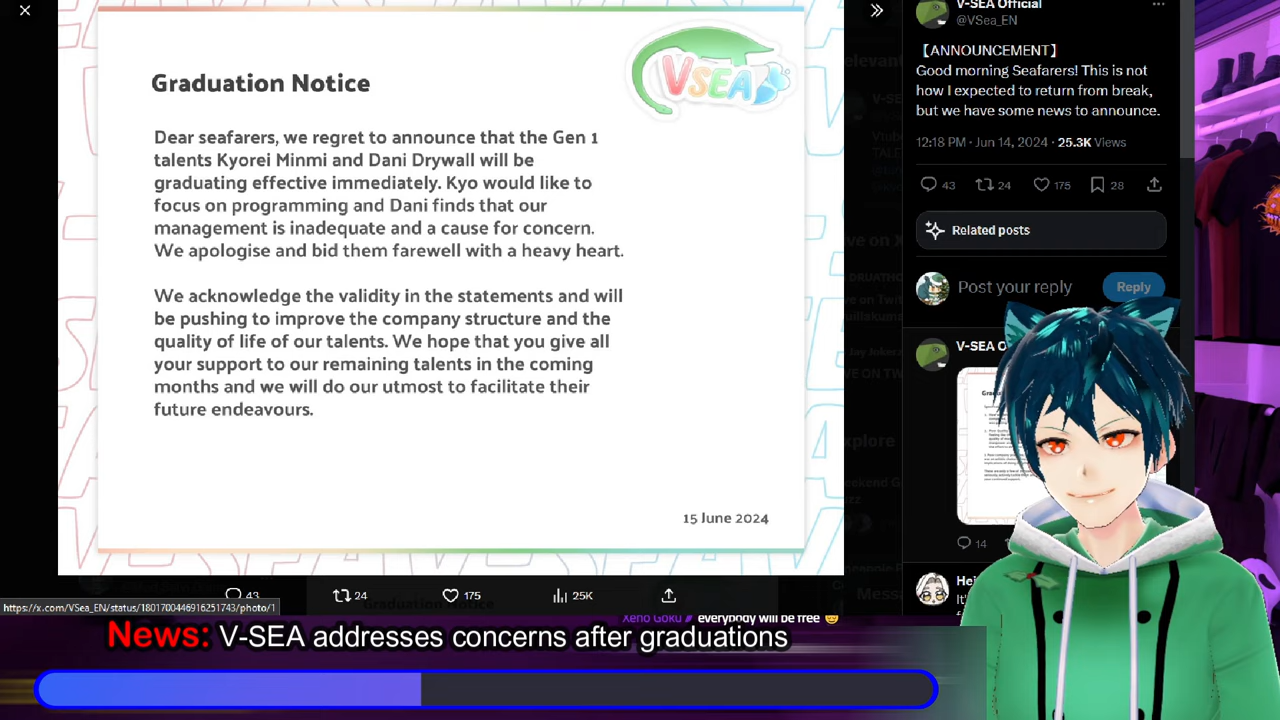 Graduation Notice
VSEA
Dear seafarers, we regret to announce that the Gen 1
talents Kyorei Minmi and Dani Drywall will be
graduating effective immediately. Kyo would like to
focus on programming and Dani finds that our
management is inadequate and a cause for concern.
We apologise and bid them farewell with a heavy heart.
We acknowledge the validity in the statements and will
be pushing to improve the company structure and the
quality of life of our talents. We hope that you give all
your support to our remaining talents in the coming
months and we will do our utmost to facilitate their
future endeavours.
15 June 2024
43
24
175
25K
https://x.com/VSea_EN/status/1801700446916251743/photo/1
V-SEA Official
@VSea_EN
【ANNOUNCEMENT】
Good morning Seafarers! This is not
how I expected to return from break,
but we have some news to announce.
12:18 PM · Jun 14, 2024 · 25.3K Views
43
24
175
28
Related posts
Post your reply
Reply
V-SEA O
14
Hei
It'
Xeno Goku
everybody will be free
News: V-SEA addresses concerns after graduations